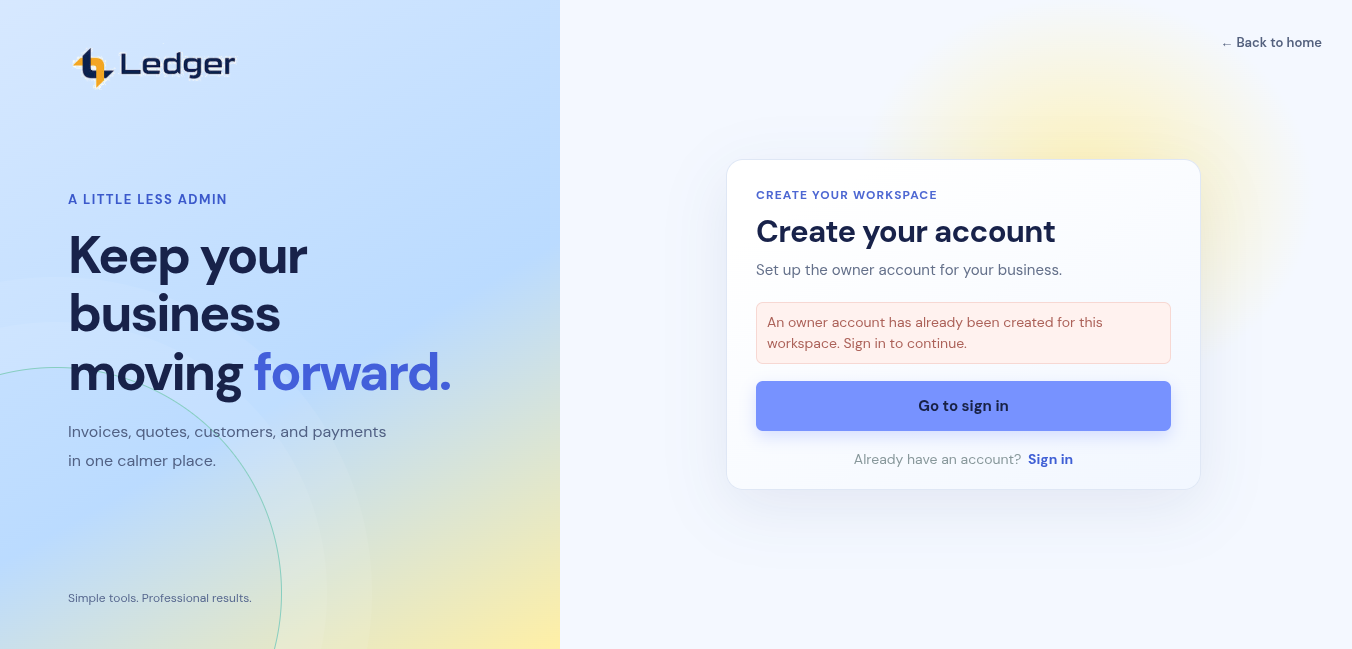 Ledger
← Back to home
A LITTLE LESS ADMIN
Keep your
business
moving forward.
Invoices, quotes, customers, and payments
in one calmer place.
Simple tools. Professional results.
CREATE YOUR WORKSPACE
Create your account
Set up the owner account for your business.
An owner account has already been created for this
workspace. Sign in to continue.
Go to sign in
Already have an account? Sign in